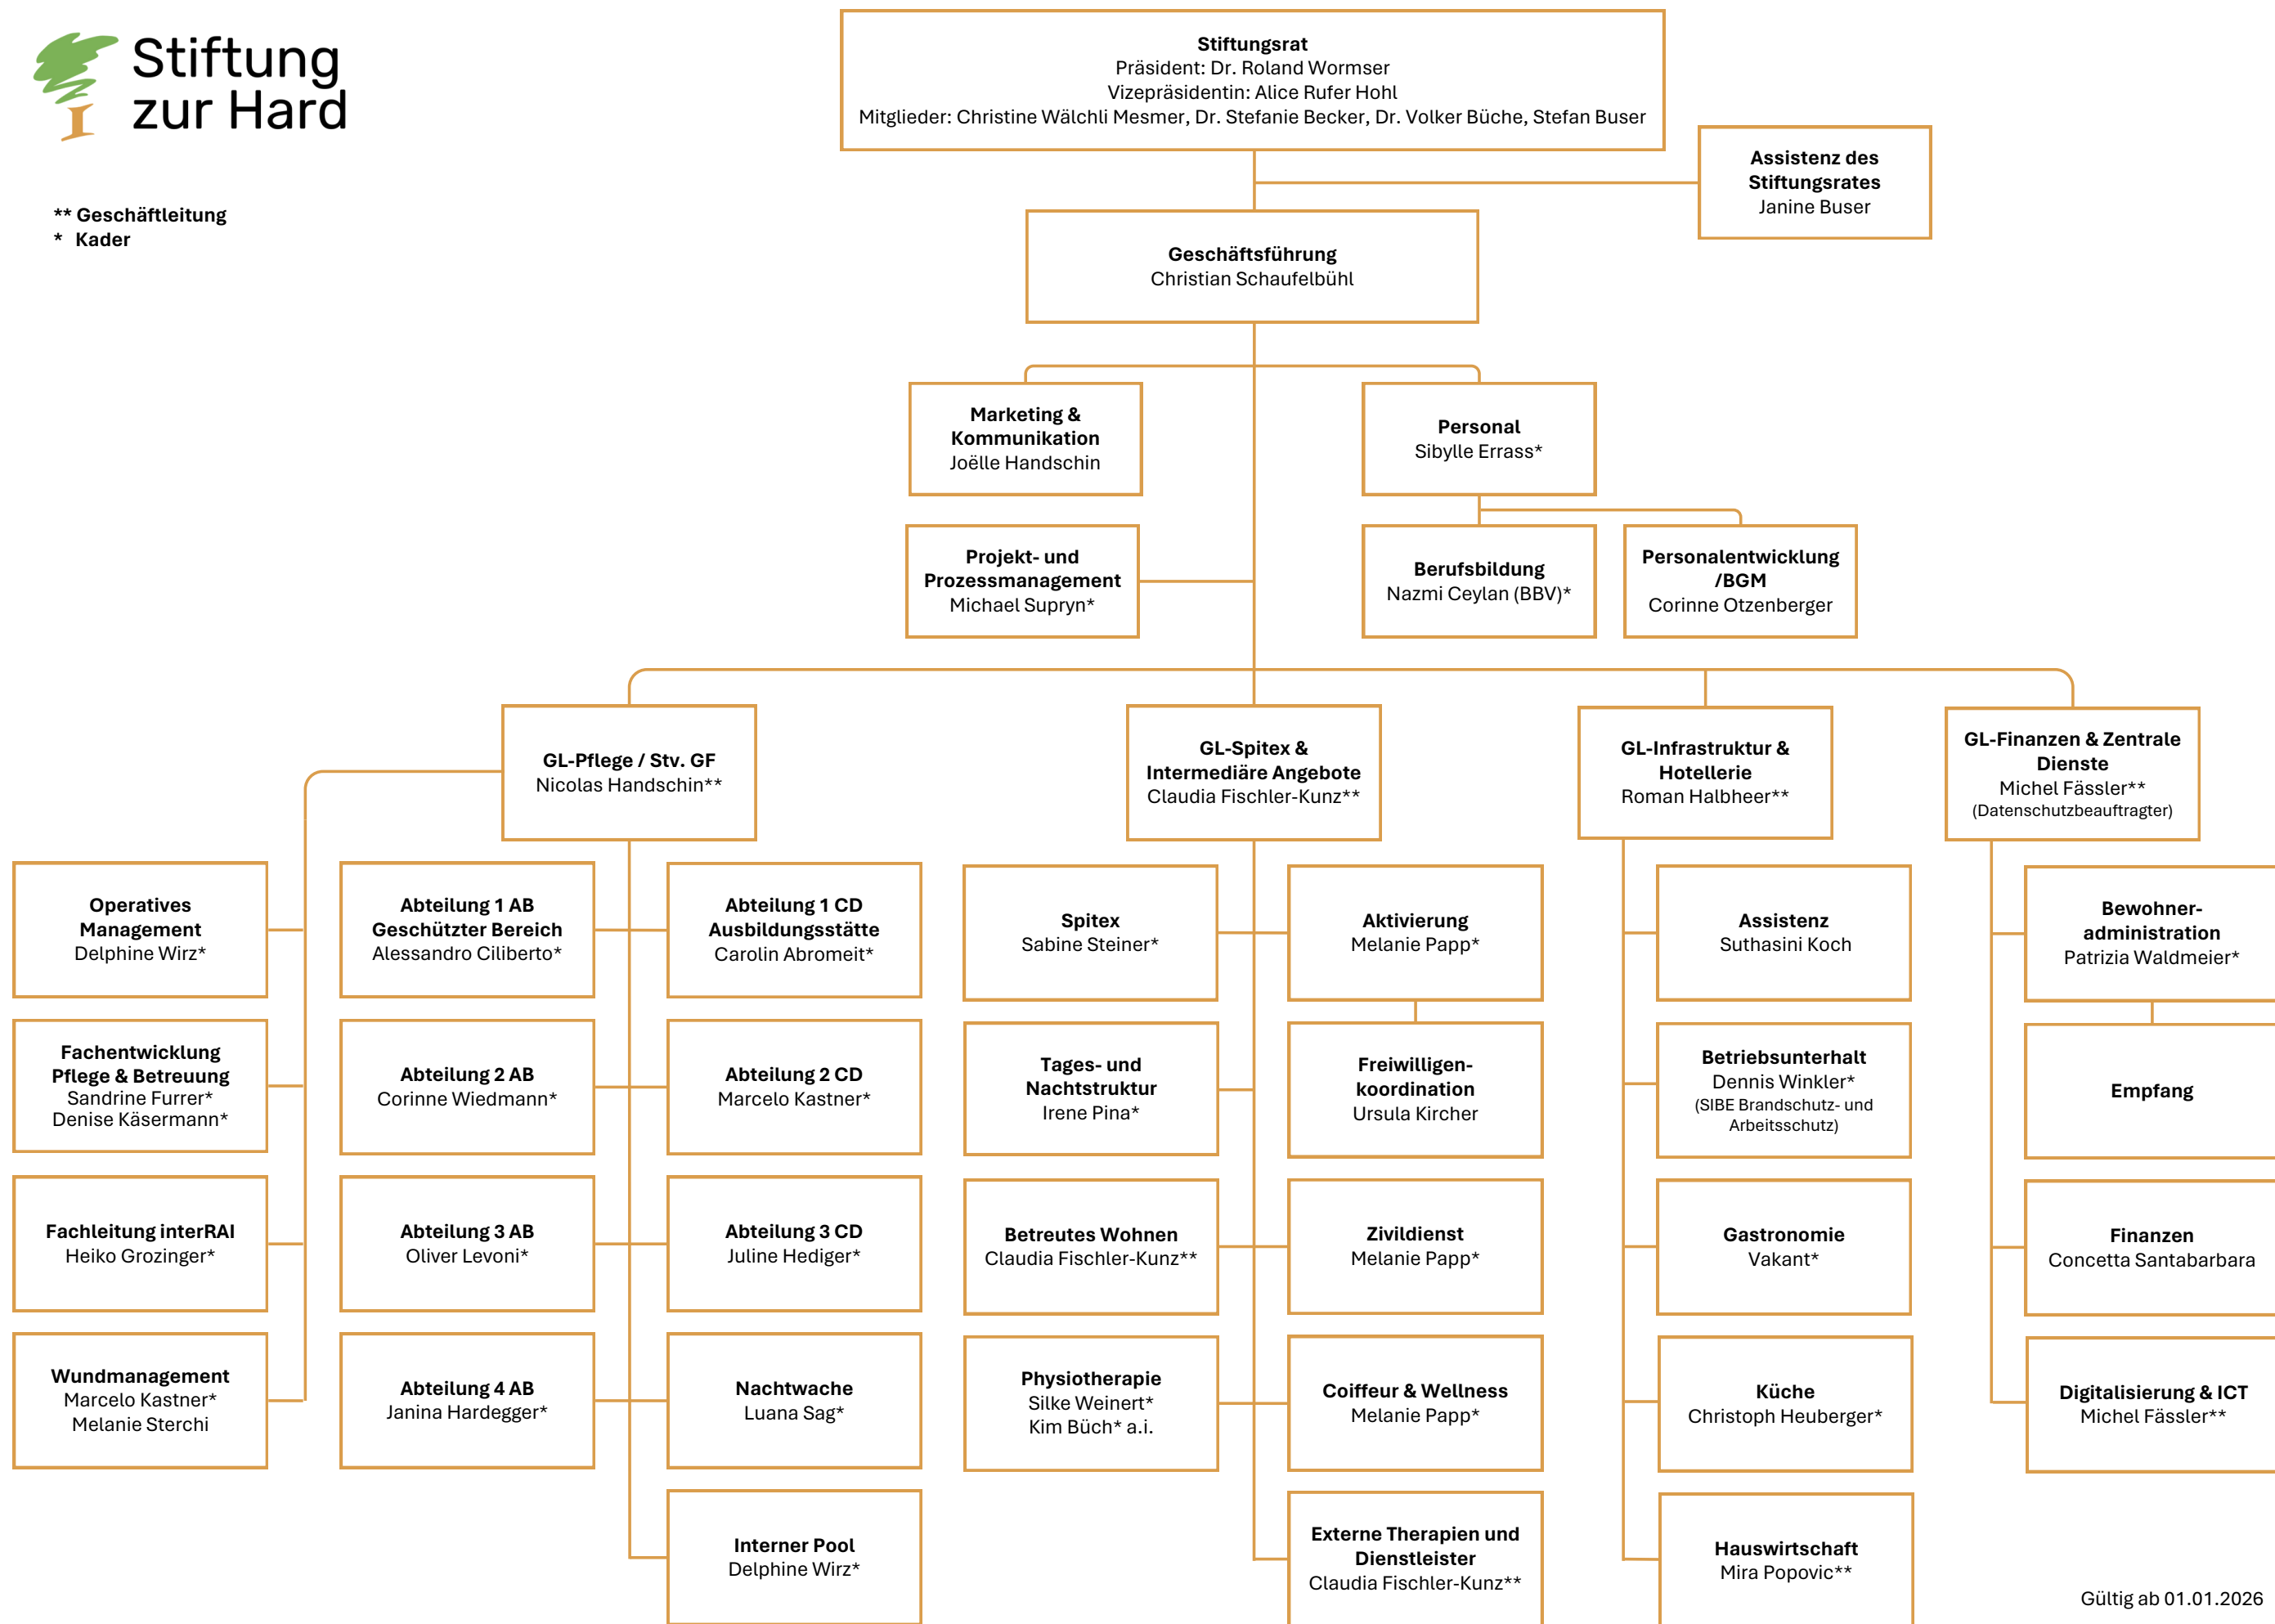 Stiftung
zur Hard
** Geschäftleitung
* Kader
Stiftungsrat
Präsident: Dr. Roland Wormser
Vizepräsidentin: Alice Rufer Hohl
Mitglieder: Christine Wälchli Mesmer, Dr. Stefanie Becker, Dr. Volker Büche, Stefan Buser
Assistenz des
Stiftungsrates
Janine Buser
Geschäftsführung
Christian Schaufelbühl
Marketing &
Kommunikation
Joëlle Handschin
Personal
Sibylle Errass*
Projekt- und
Prozessmanagement
Michael Supryn*
Berufsbildung
Nazmi Ceylan (BBV)*
Personalentwicklung
/BGM
Corinne Otzenberger
GL-Pflege / Stv. GF
Nicolas Handschin**
GL-Spitex &
Intermediäre Angebote
Claudia Fischler-Kunz**
GL-Infrastruktur &
Hotellerie
Roman Halbheer**
GL-Finanzen & Zentrale
Dienste
Michel Fässler**
(Datenschutzbeauftragter)
Operatives
Management
Delphine Wirz*
Abteilung 1 AB
Geschützter Bereich
Alessandro Ciliberto*
Abteilung 1 CD
Ausbildungsstätte
Carolin Abromeit*
Spitex
Sabine Steiner*
Aktivierung
Melanie Papp*
Assistenz
Suthasini Koch
Bewohner-
administration
Patrizia Waldmeier*
Fachentwicklung
Pflege & Betreuung
Sandrine Furrer*
Denise Käsermann*
Abteilung 2 AB
Corinne Wiedmann*
Abteilung 2 CD
Marcelo Kastner*
Tages- und
Nachtstruktur
Irene Pina*
Freiwilligen-
koordination
Ursula Kircher
Betriebsunterhalt
Dennis Winkler*
(SIBE Brandschutz- und
Arbeitsschutz)
Empfang
Fachleitung interRAI
Heiko Grozinger*
Abteilung 3 AB
Oliver Levoni*
Abteilung 3 CD
Juline Hediger*
Betreutes Wohnen
Claudia Fischler-Kunz**
Zivildienst
Melanie Papp*
Gastronomie
Vakant*
Finanzen
Concetta Santabarbara
Wundmanagement
Marcelo Kastner*
Melanie Sterchi
Abteilung 4 AB
Janina Hardegger*
Nachtwache
Luana Sag*
Physiotherapie
Silke Weinert*
Kim Büch* a.i.
Coiffeur & Wellness
Melanie Papp*
Küche
Christoph Heuberger*
Digitalisierung & ICT
Michel Fässler**
Interner Pool
Delphine Wirz*
Externe Therapien und
Dienstleister
Claudia Fischler-Kunz**
Hauswirtschaft
Mira Popovic**
Gültig ab 01.01.2026